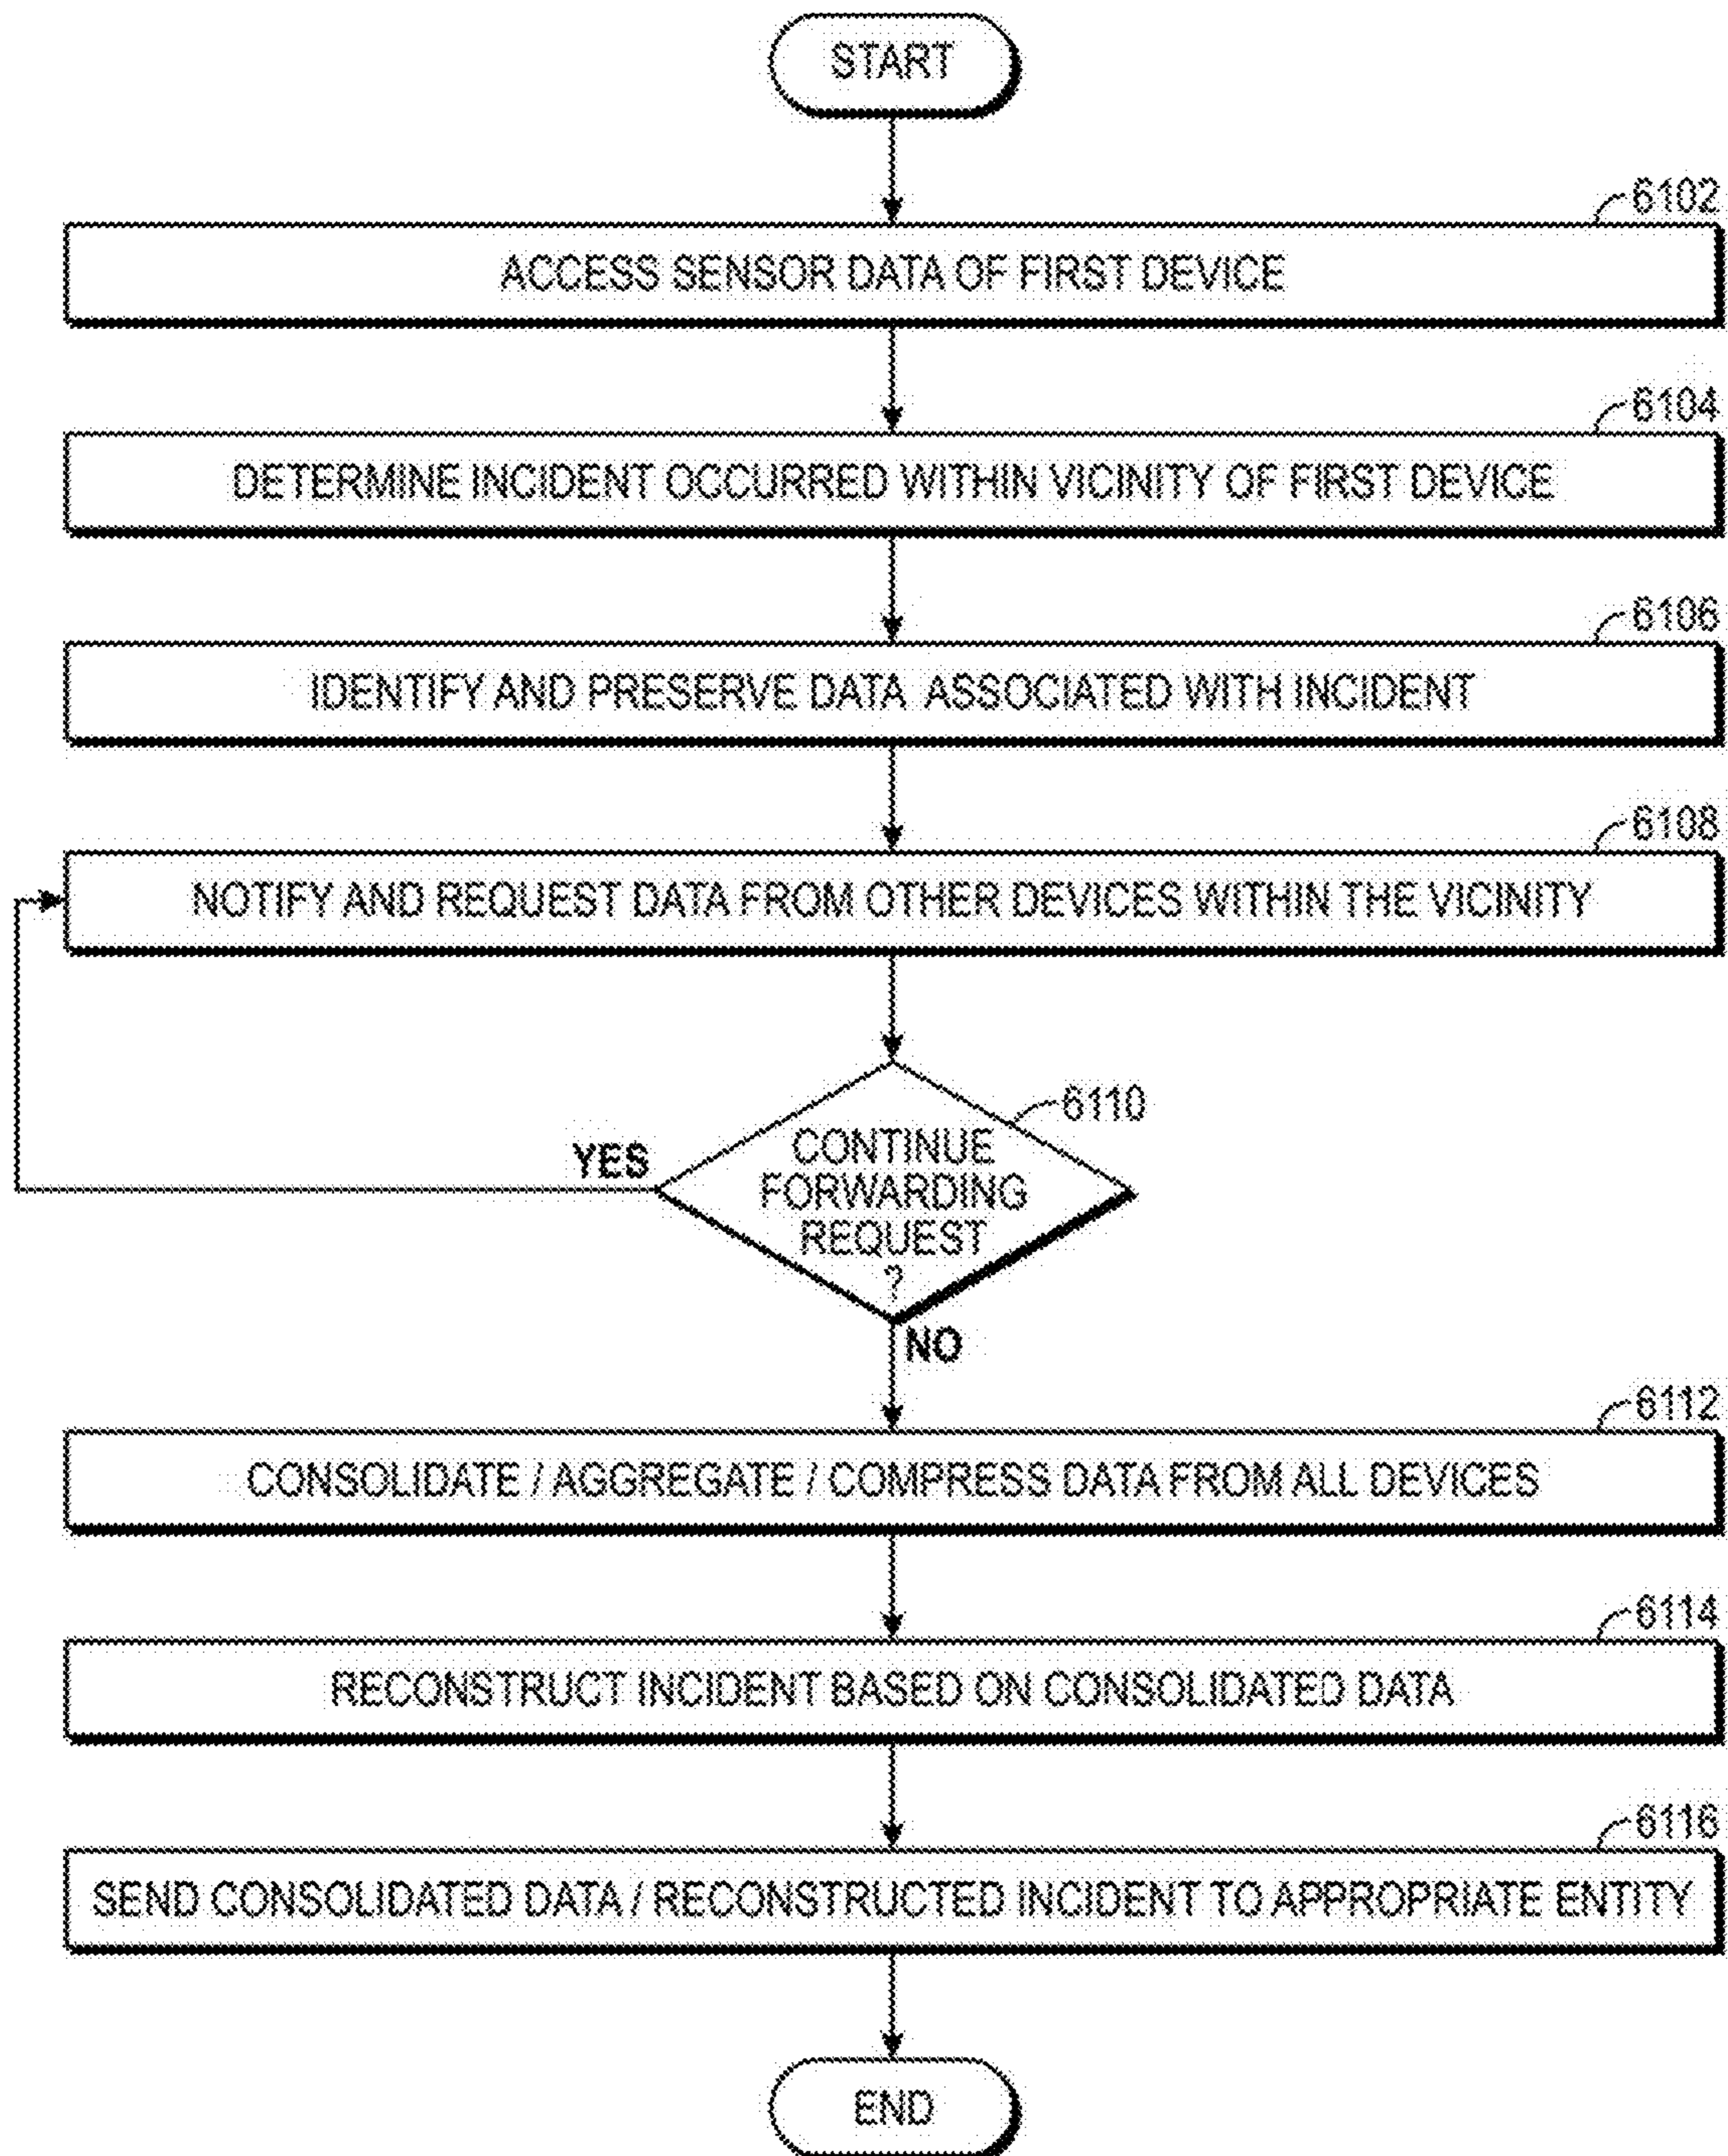 START
6102
ACCESS SENSOR DATA OF FIRST DEVICE
6104
DETERMINE INCIDENT OCCURRED WITHIN VICINITY OF FIRST DEVICE
6106
IDENTIFY AND PRESERVE DATA ASSOCIATED WITH INCIDENT
6108
NOTIFY AND REQUEST DATA FROM OTHER DEVICES WITHIN THE VICINITY
6110
YES
CONTINUE
FORWARDING
REQUEST
?
NO
6112
CONSOLIDATE / AGGREGATE / COMPRESS DATA FROM ALL DEVICES
6114
RECONSTRUCT INCIDENT BASED ON CONSOLIDATED DATA
6116
SEND CONSOLIDATED DATA / RECONSTRUCTED INCIDENT TO APPROPRIATE ENTITY
END